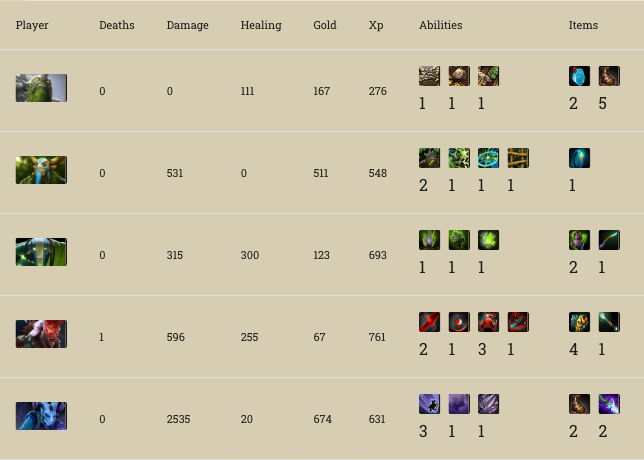 Player Deaths Damage Healing Gold Xp Abilities Items
0 0 111 167 276
1 1 1 2 5
0 531 0 511 548
2 1 1 1 1
0 315 300 123 693
1 1 1 2 1
1 596 255 67 761
2 1 3 1 4 1
0 2535 20 674 631
3 1 1 2 2